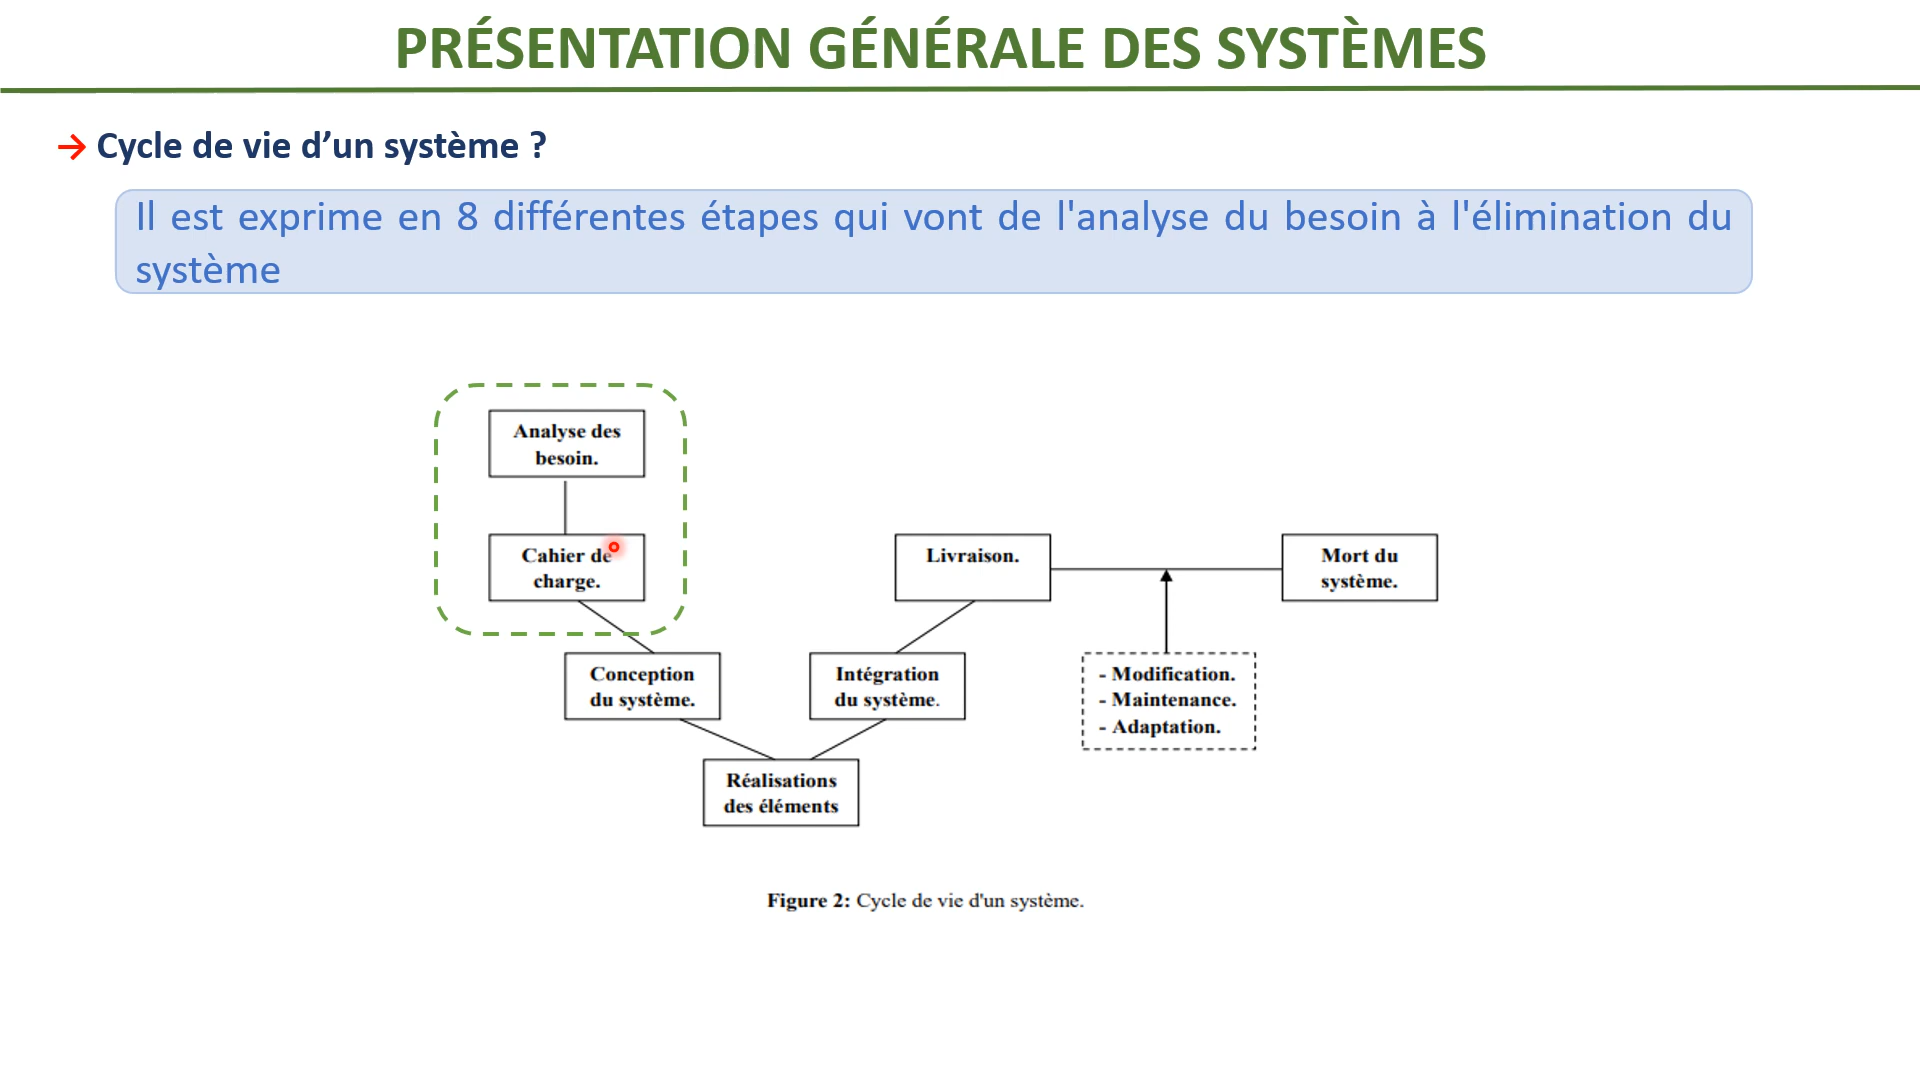 PRÉSENTATION GÉNÉRALE DES SYSTÈMES
→ Cycle de vie d’un système ?
Il est exprime en 8 différentes étapes qui vont de l'analyse du besoin à l'élimination du
système
Analyse des
besoin.
Cahier de
charge.
Conception
du système.
Réalisations
des éléments
Intégration
du système.
Livraison.
- Modification.
- Maintenance.
- Adaptation.
Mort du
système.
Figure 2: Cycle de vie d'un système.